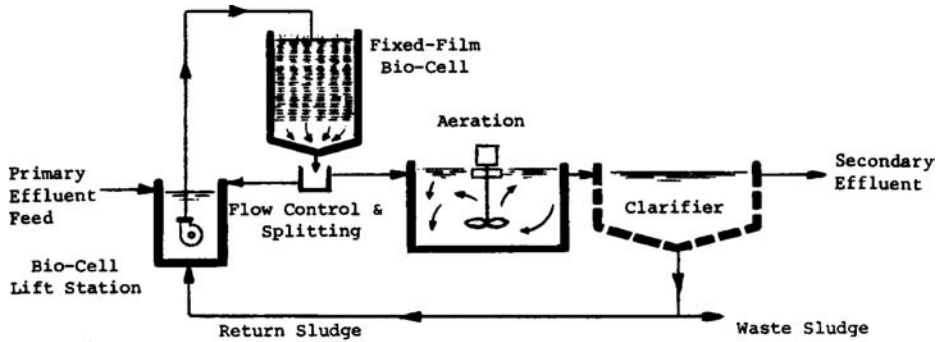 Fixed-Film
Bio-Cell
Aeration
Primary
Effluent
Feed
Flow Control &
Splitting
Clarifier
Secondary
Effluent
Bio-Cell
Lift Station
Return Sludge
Waste Sludge